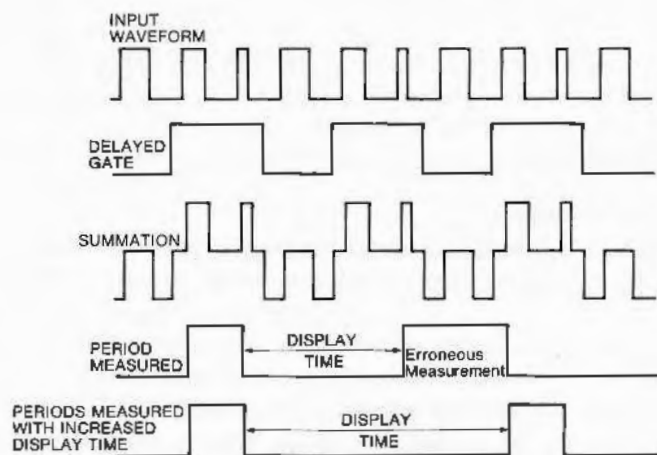 INPUT
WAVEFORM
DELAYED
GATE
SUMMATION
PERIOD
MEASURED
DISPLAY
TIME
Erroneous
Measurement
PERIODS MEASURED
WITH INCREASED
DISPLAY TIME
DISPLAY
TIME